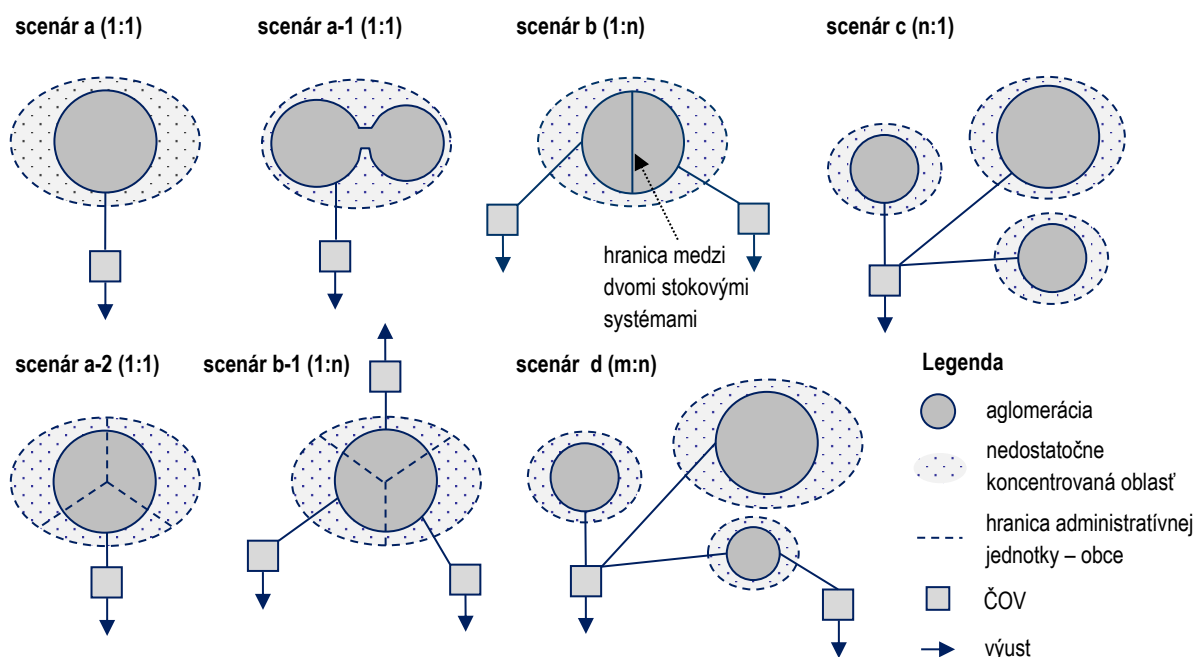 scenár a (1:1)
scenár a-1 (1:1)
scenár b (1:n)
scenár c (n:1)
hranica medzi
dvomi stokovými
systémami
scenár a-2 (1:1)
scenár b-1 (1:n)
scenár d (m:n)
Legenda
aglomerácia
nedostatočne
koncentrovaná oblasť
hranica administratívnej
jednotky – obce
ČOV
výust